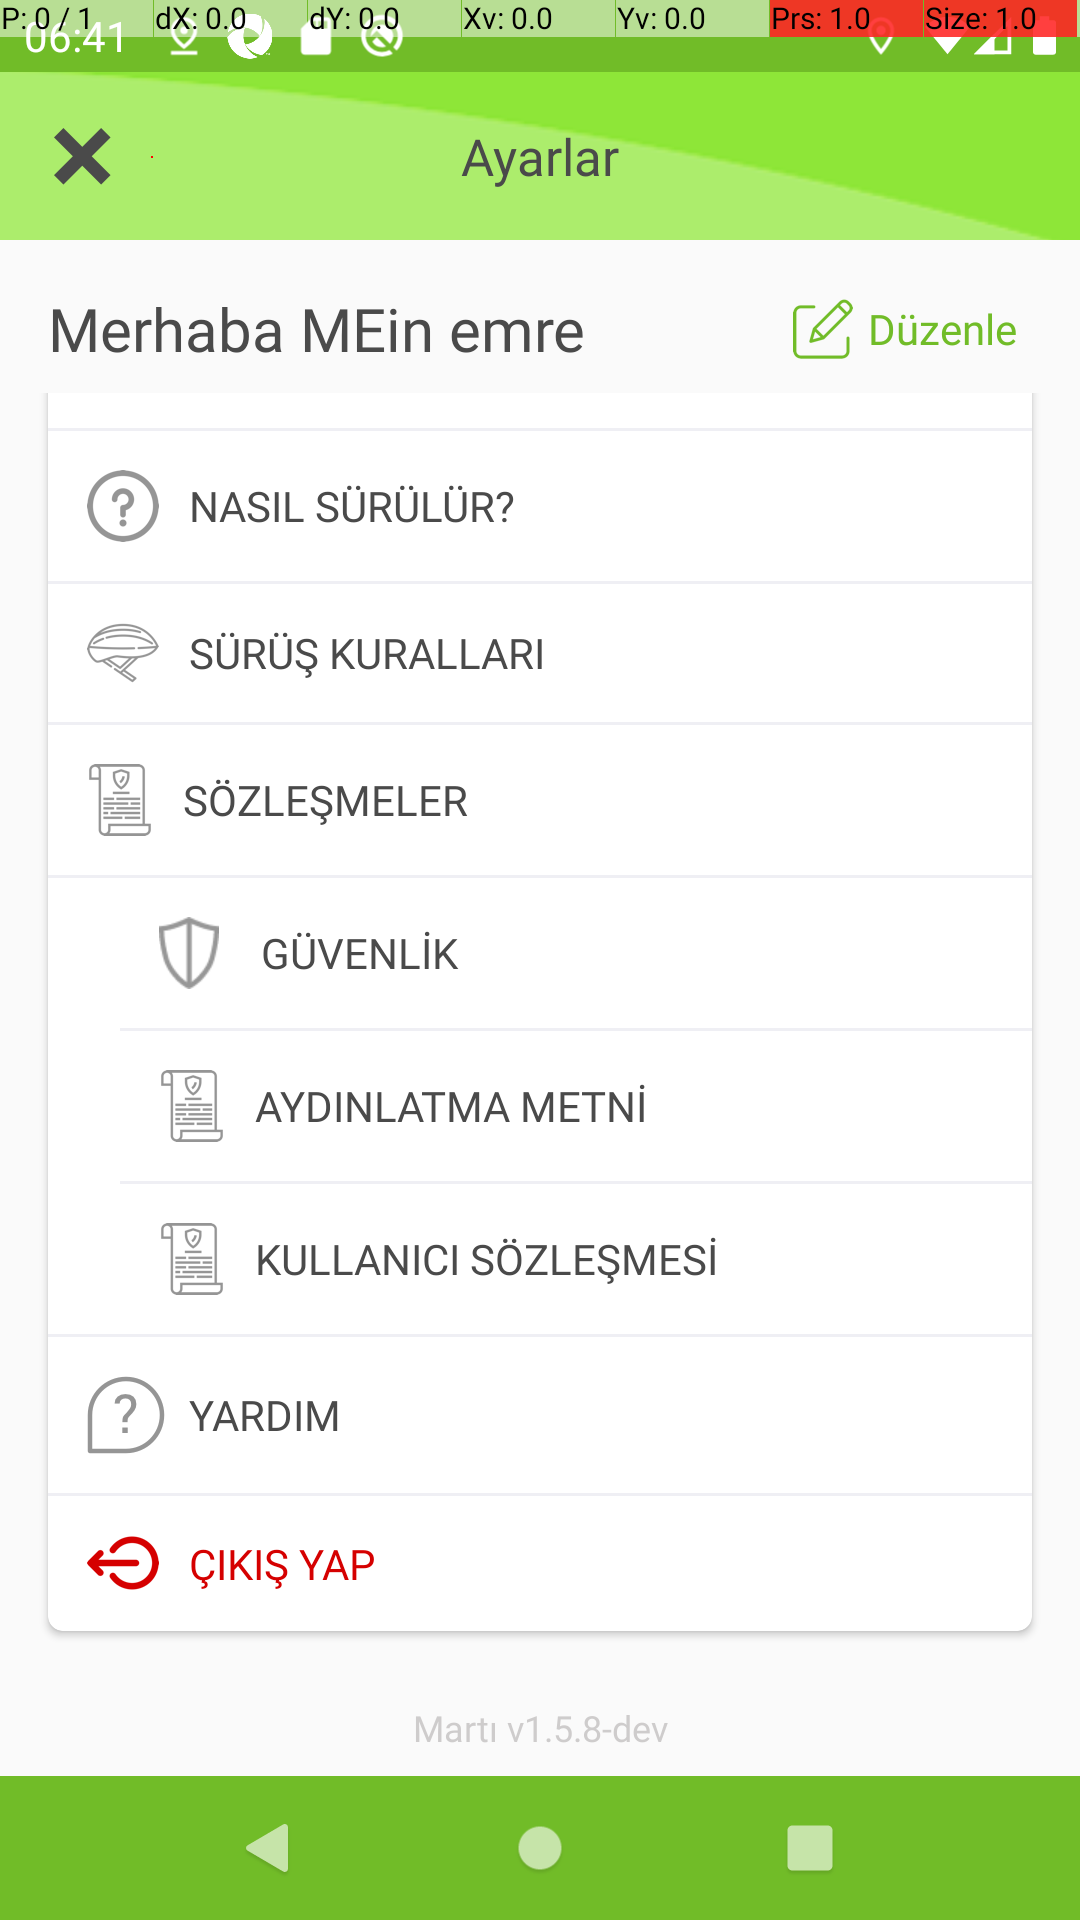 P: 0 / 1 dX: 0.0 dY: 0.0 Xv: 0.0 Yv: 0.0 Prs: 1.0 Size: 1.0
06:41
Ayarlar
Merhaba MEin emre Düzenle
NASIL SÜRÜLÜR?
SÜRÜŞ KURALLARI
SÖZLEŞMELER
GÜVENLİK
AYDINLATMA METNİ
KULLANICI SÖZLEŞMESİ
YARDIM
ÇIKIŞ YAP
Martı v1.5.8-dev